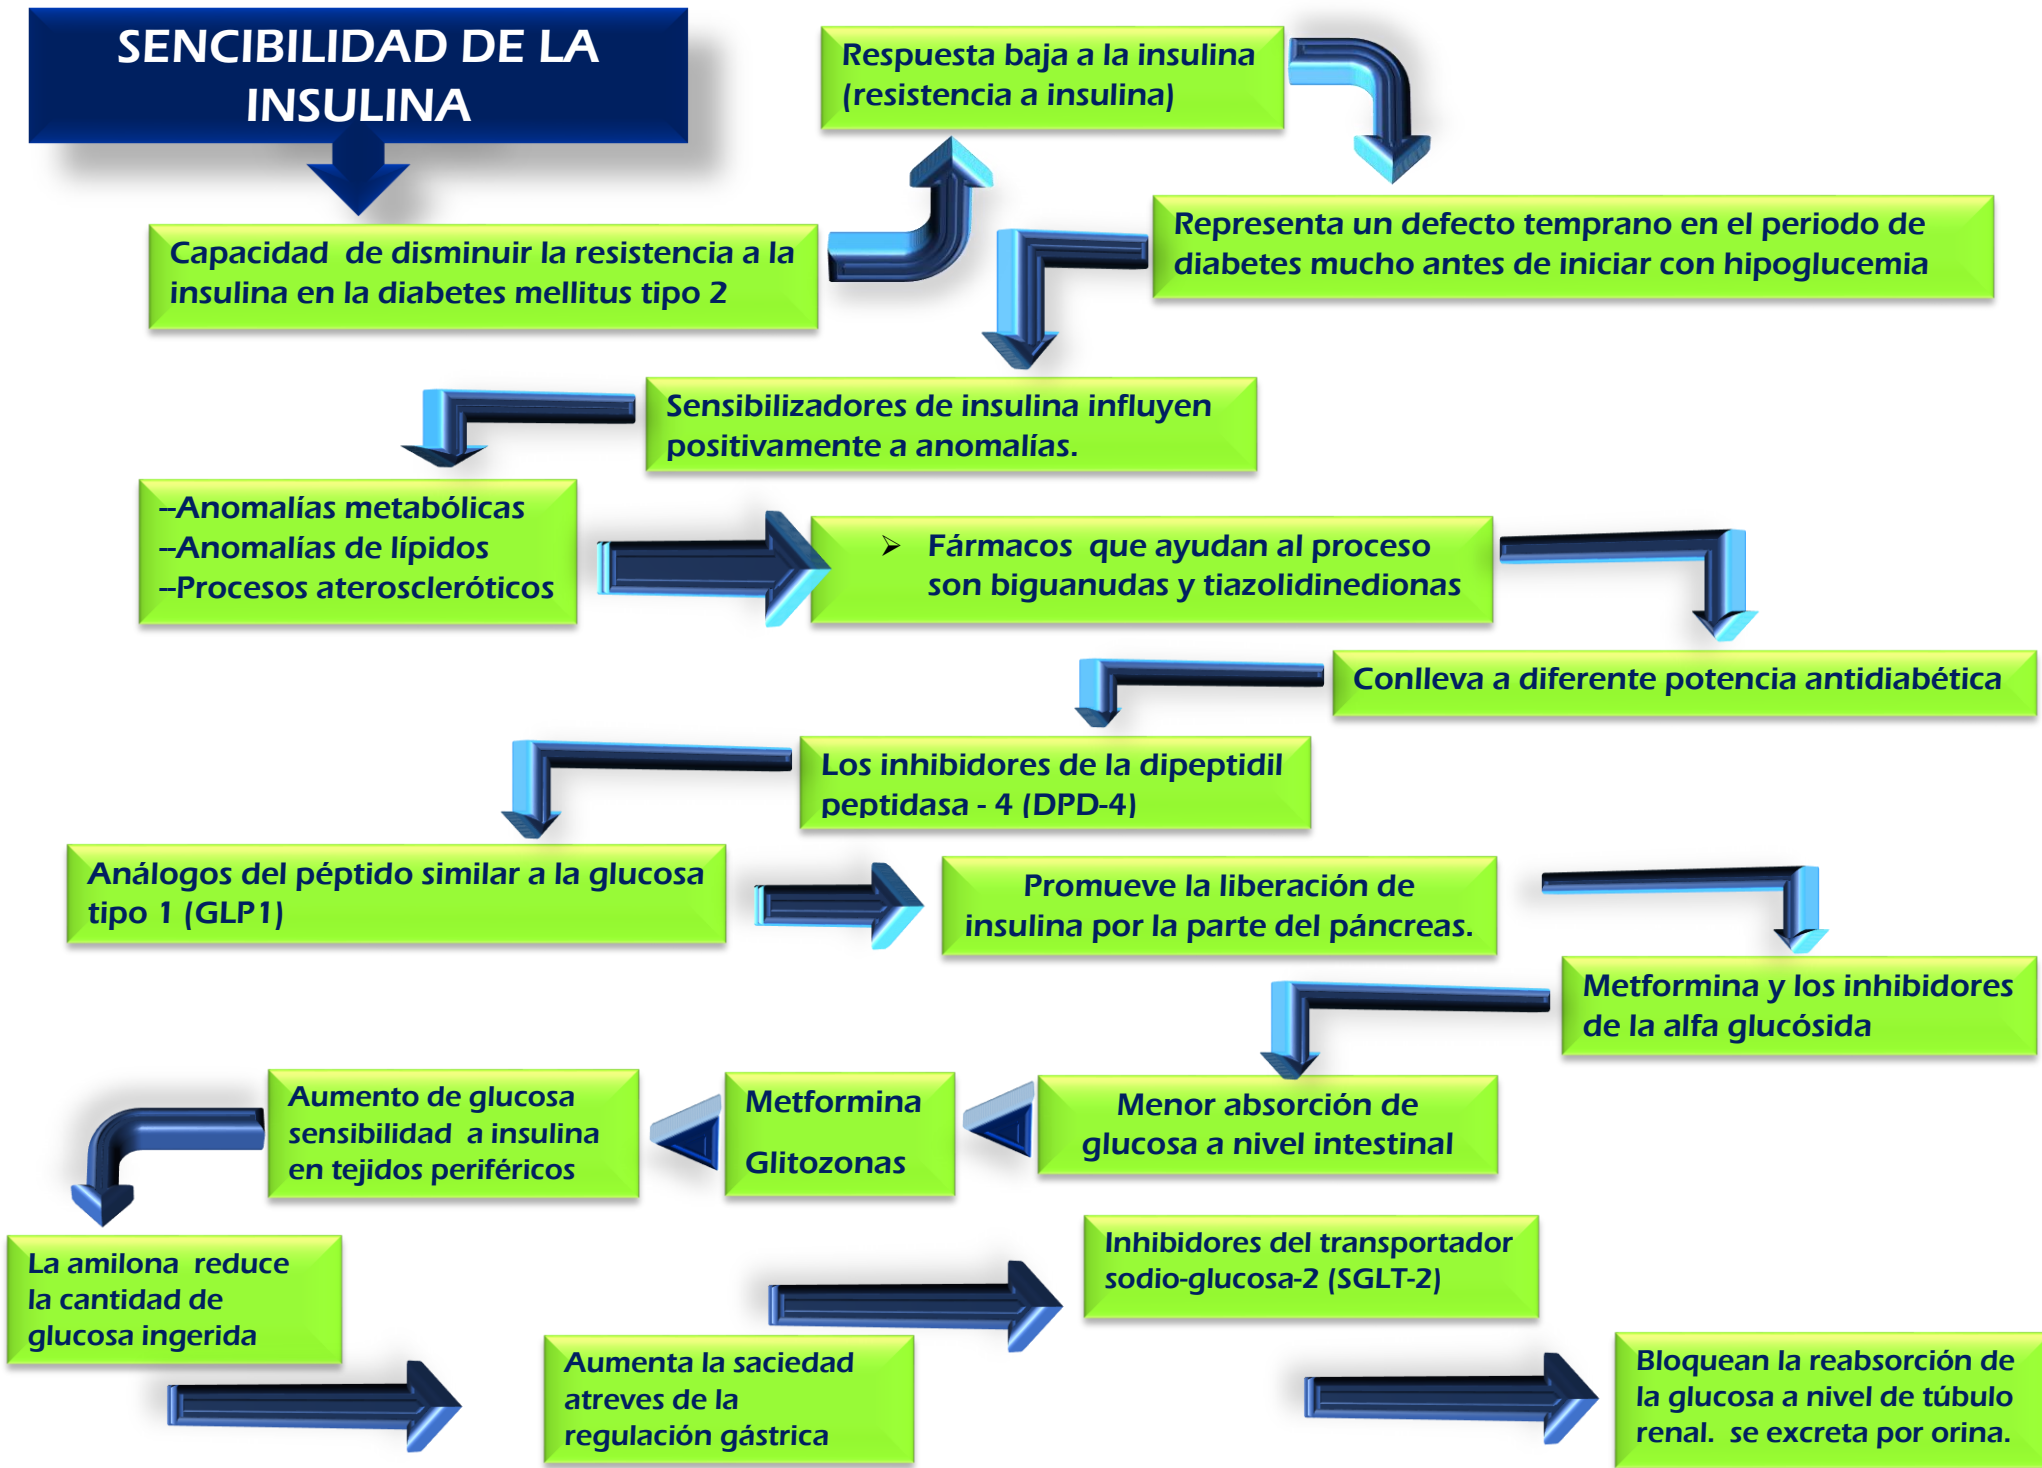 SENCIBILIDAD DE LA
INSULINA
Respuesta baja a la insulina
(resistencia a insulina)
Capacidad de disminuir la resistencia a la
insulina en la diabetes mellitus tipo 2
Representa un defecto temprano en el periodo de
diabetes mucho antes de iniciar con hipoglucemia
Sensibilizadores de insulina influyen
positivamente a anomalías.
--Anomalías metabólicas
--Anomalías de lípidos
--Procesos ateroscleróticos
➢ Fármacos que ayudan al proceso
son biguanudas y tiazolidinedionas
Conlleva a diferente potencia antidiabética
Los inhibidores de la dipeptidil
peptidasa - 4 (DPD-4)
Análogos del péptido similar a la glucosa
tipo 1 (GLP1)
Promueve la liberación de
insulina por la parte del páncreas.
Metformina y los inhibidores
de la alfa glucósida
Menor absorción de
glucosa a nivel intestinal
Metformina
Glitozonas
Aumento de glucosa
sensibilidad a insulina
en tejidos periféricos
La amilona reduce
la cantidad de
glucosa ingerida
Aumenta la saciedad
atreves de la
regulación gástrica
Inhibidores del transportador
sodio-glucosa-2 (SGLT-2)
Bloquean la reabsorción de
la glucosa a nivel de túbulo
renal. se excreta por orina.